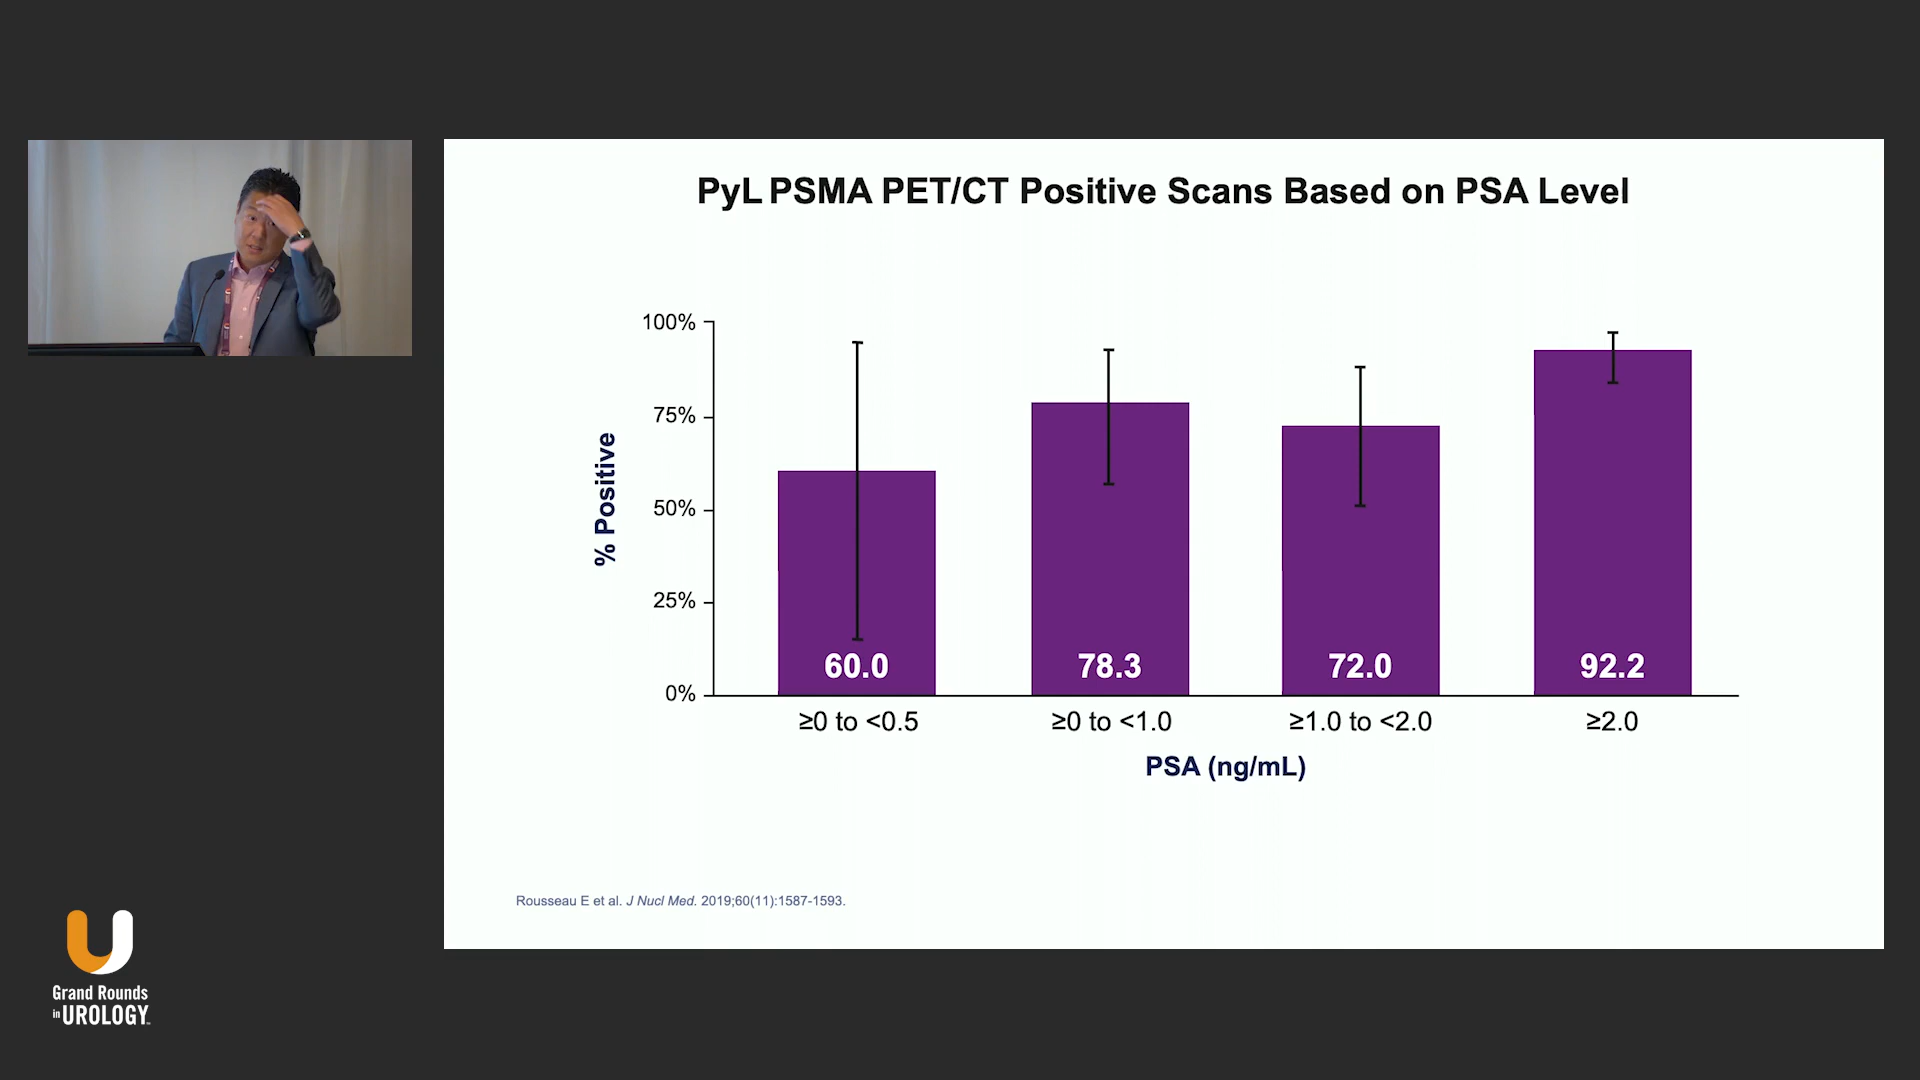 PyL PSMA PET/CT Positive Scans Based on PSA Level
% Positive
100%
75%
50%
25%
0%
60.0
78.3
72.0
92.2
≥0 to <0.5
≥0 to <1.0
≥1.0 to <2.0
≥2.0
PSA (ng/mL)
Rousseau E et al. J Nucl Med. 2019;60(11):1587-1593.
Grand Rounds
in UROLOGY